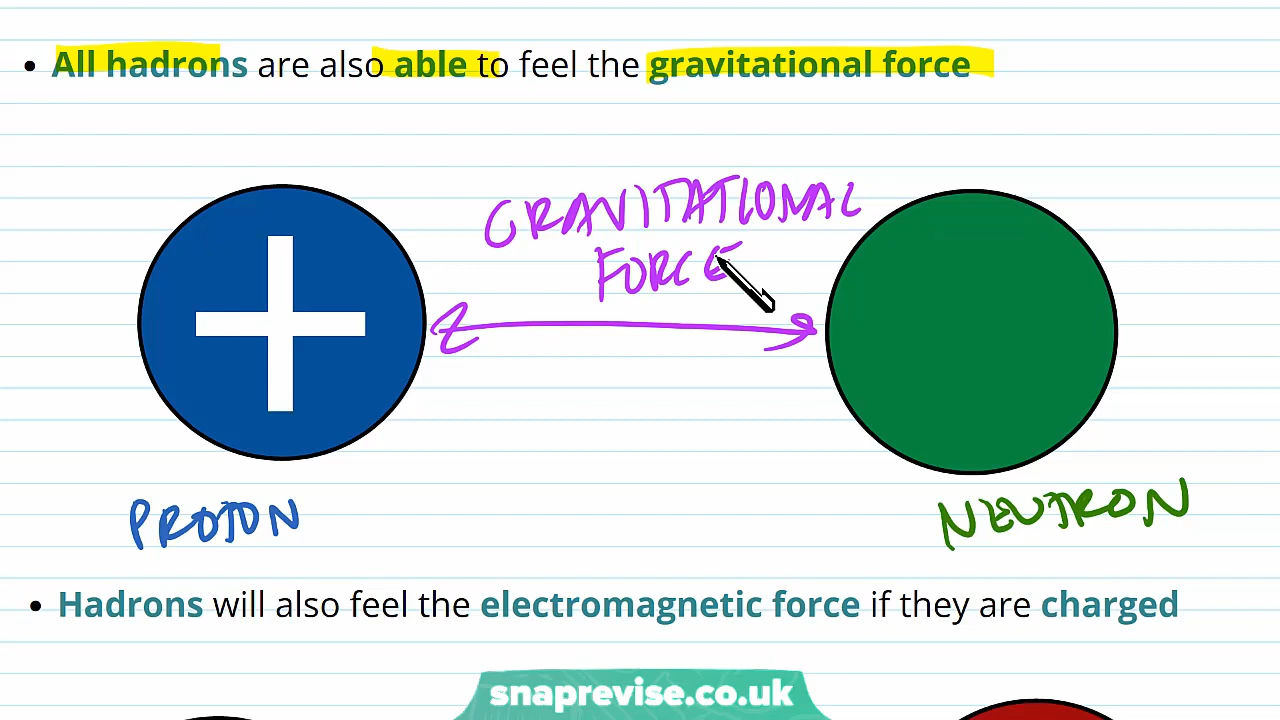 • All hadrons are also able to feel the gravitational force
GRAVITATIONAL
FORCE
PROTON
NEUTRON
• Hadrons will also feel the electromagnetic force if they are charged
snaprevise.co.uk